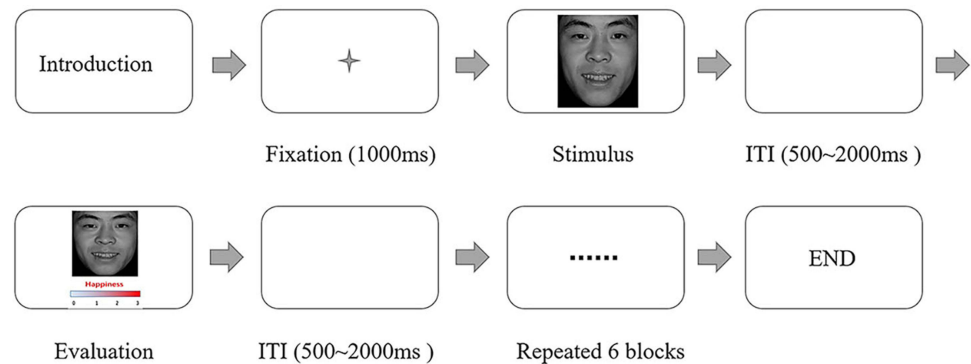 Introduction
Fixation (1000ms)
Stimulus
ITI (500~2000ms )
Happiness
0 1 2 3
Evaluation
ITI (500~2000ms )
......
Repeated 6 blocks
END